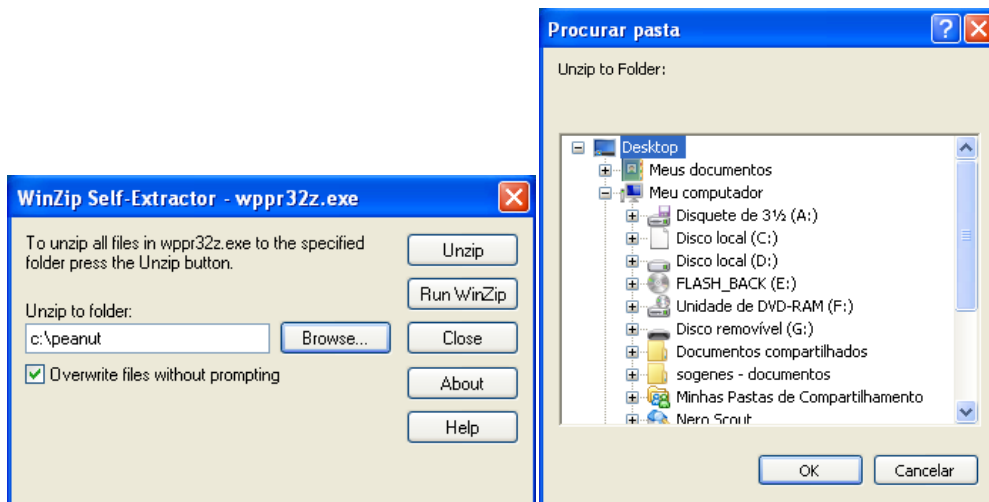 WinZip Self-Extractor - wppr32z.exe
To unzip all files in wppr32z.exe to the specified
folder press the Unzip button.
Unzip to folder:
c:\peanut
Browse...
Overwrite files without prompting
Unzip
Run WinZip
Close
About
Help
Procurar pasta
Unzip to Folder:
Desktop
Meus documentos
Meu computador
Disquete de 3½ (A:)
Disco local (C:)
Disco local (D:)
FLASH_BACK (E:)
Unidade de DVD-RAM (F:)
Disco removível (G:)
Documentos compartilhados
sogenes - documentos
Minhas Pastas de Compartilhamento
Nero Scout
OK
Cancelar